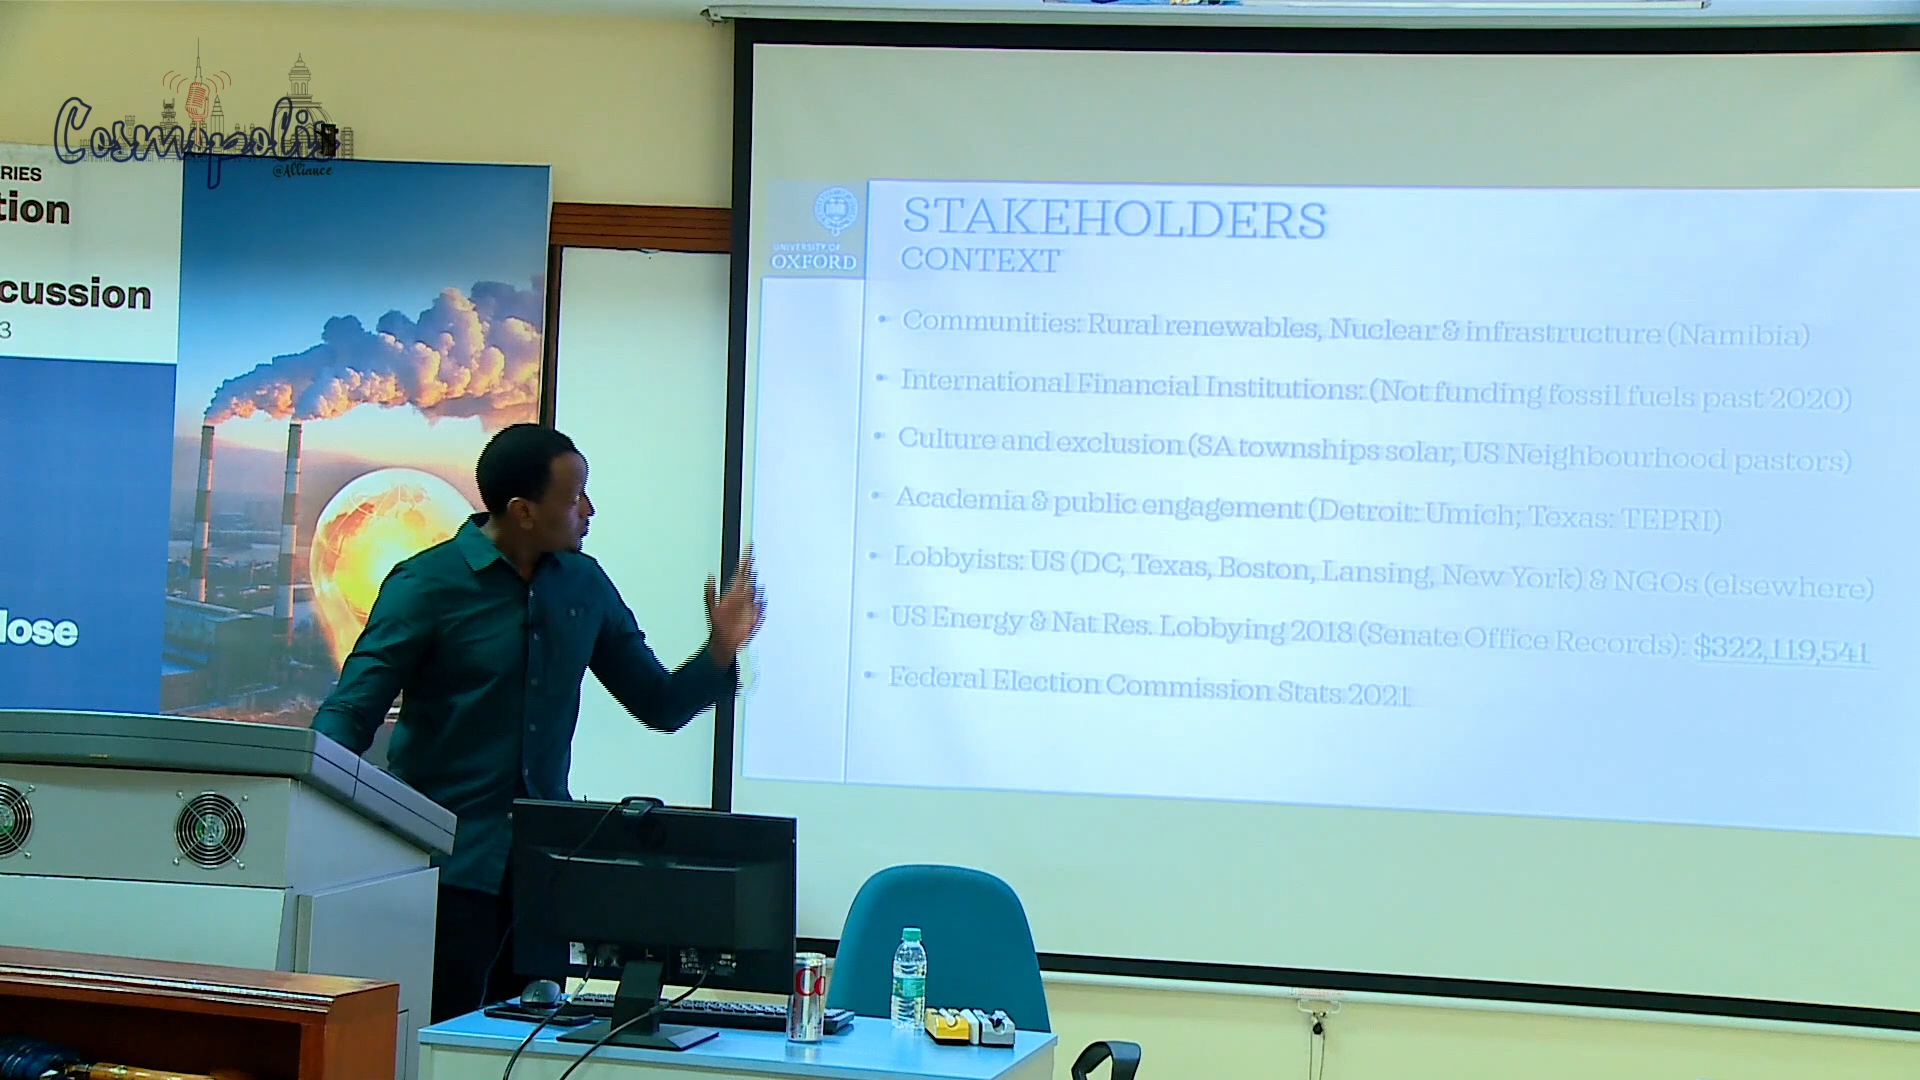 Cosmopolis
@Alliance
RIES
tion
cussion
3
lose
UNIVERSITY OF
OXFORD
STAKEHOLDERS
CONTEXT
• Communities: Rural renewables, Nuclear & infrastructure (Namibia)
• International Financial Institutions: (Not funding fossil fuels past 2020)
• Culture and exclusion (SA townships solar, US Neighbourhood pastors)
• Academia & public engagement (Detroit: Umich; Texas: TEPRI)
• Lobbyists: US (DC, Texas, Boston, Lansing, New York) & NGOs (elsewhere)
• US Energy & Nat Res. Lobbying 2018 (Senate Office Records): $322,119,541
• Federal Election Commission Stats 2021
Co